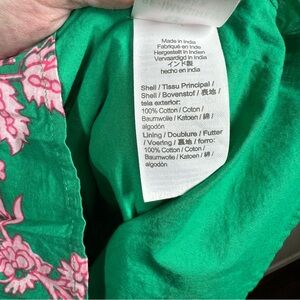 Made in India
Fabriqué en Inde
Hergestellt in Indien
Vervaardigd in India
インド製
hecho en India
Shell / Tissu Principal /
Shell / Bovenstof / 表地 /
tela exterior:
100% Cotton / Coton /
Baumwolle / Katoen / 綿 /
algodón
Lining / Doublure / Futter
/ Voering / 裏地 / forro:
100% Cotton / Coton /
Baumwolle / Katoen / 綿 /
algodón